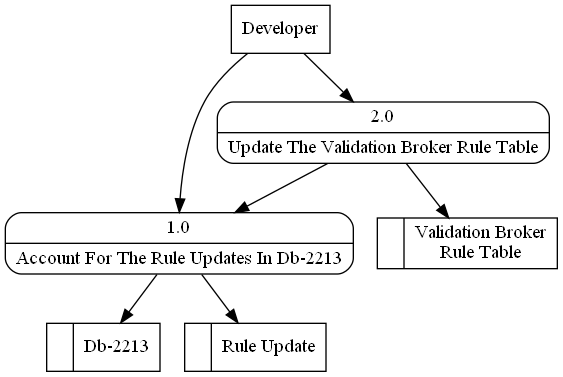 Developer
2.0
Update The Validation Broker Rule Table
1.0
Account For The Rule Updates In Db-2213
Validation Broker
Rule Table
Db-2213
Rule Update